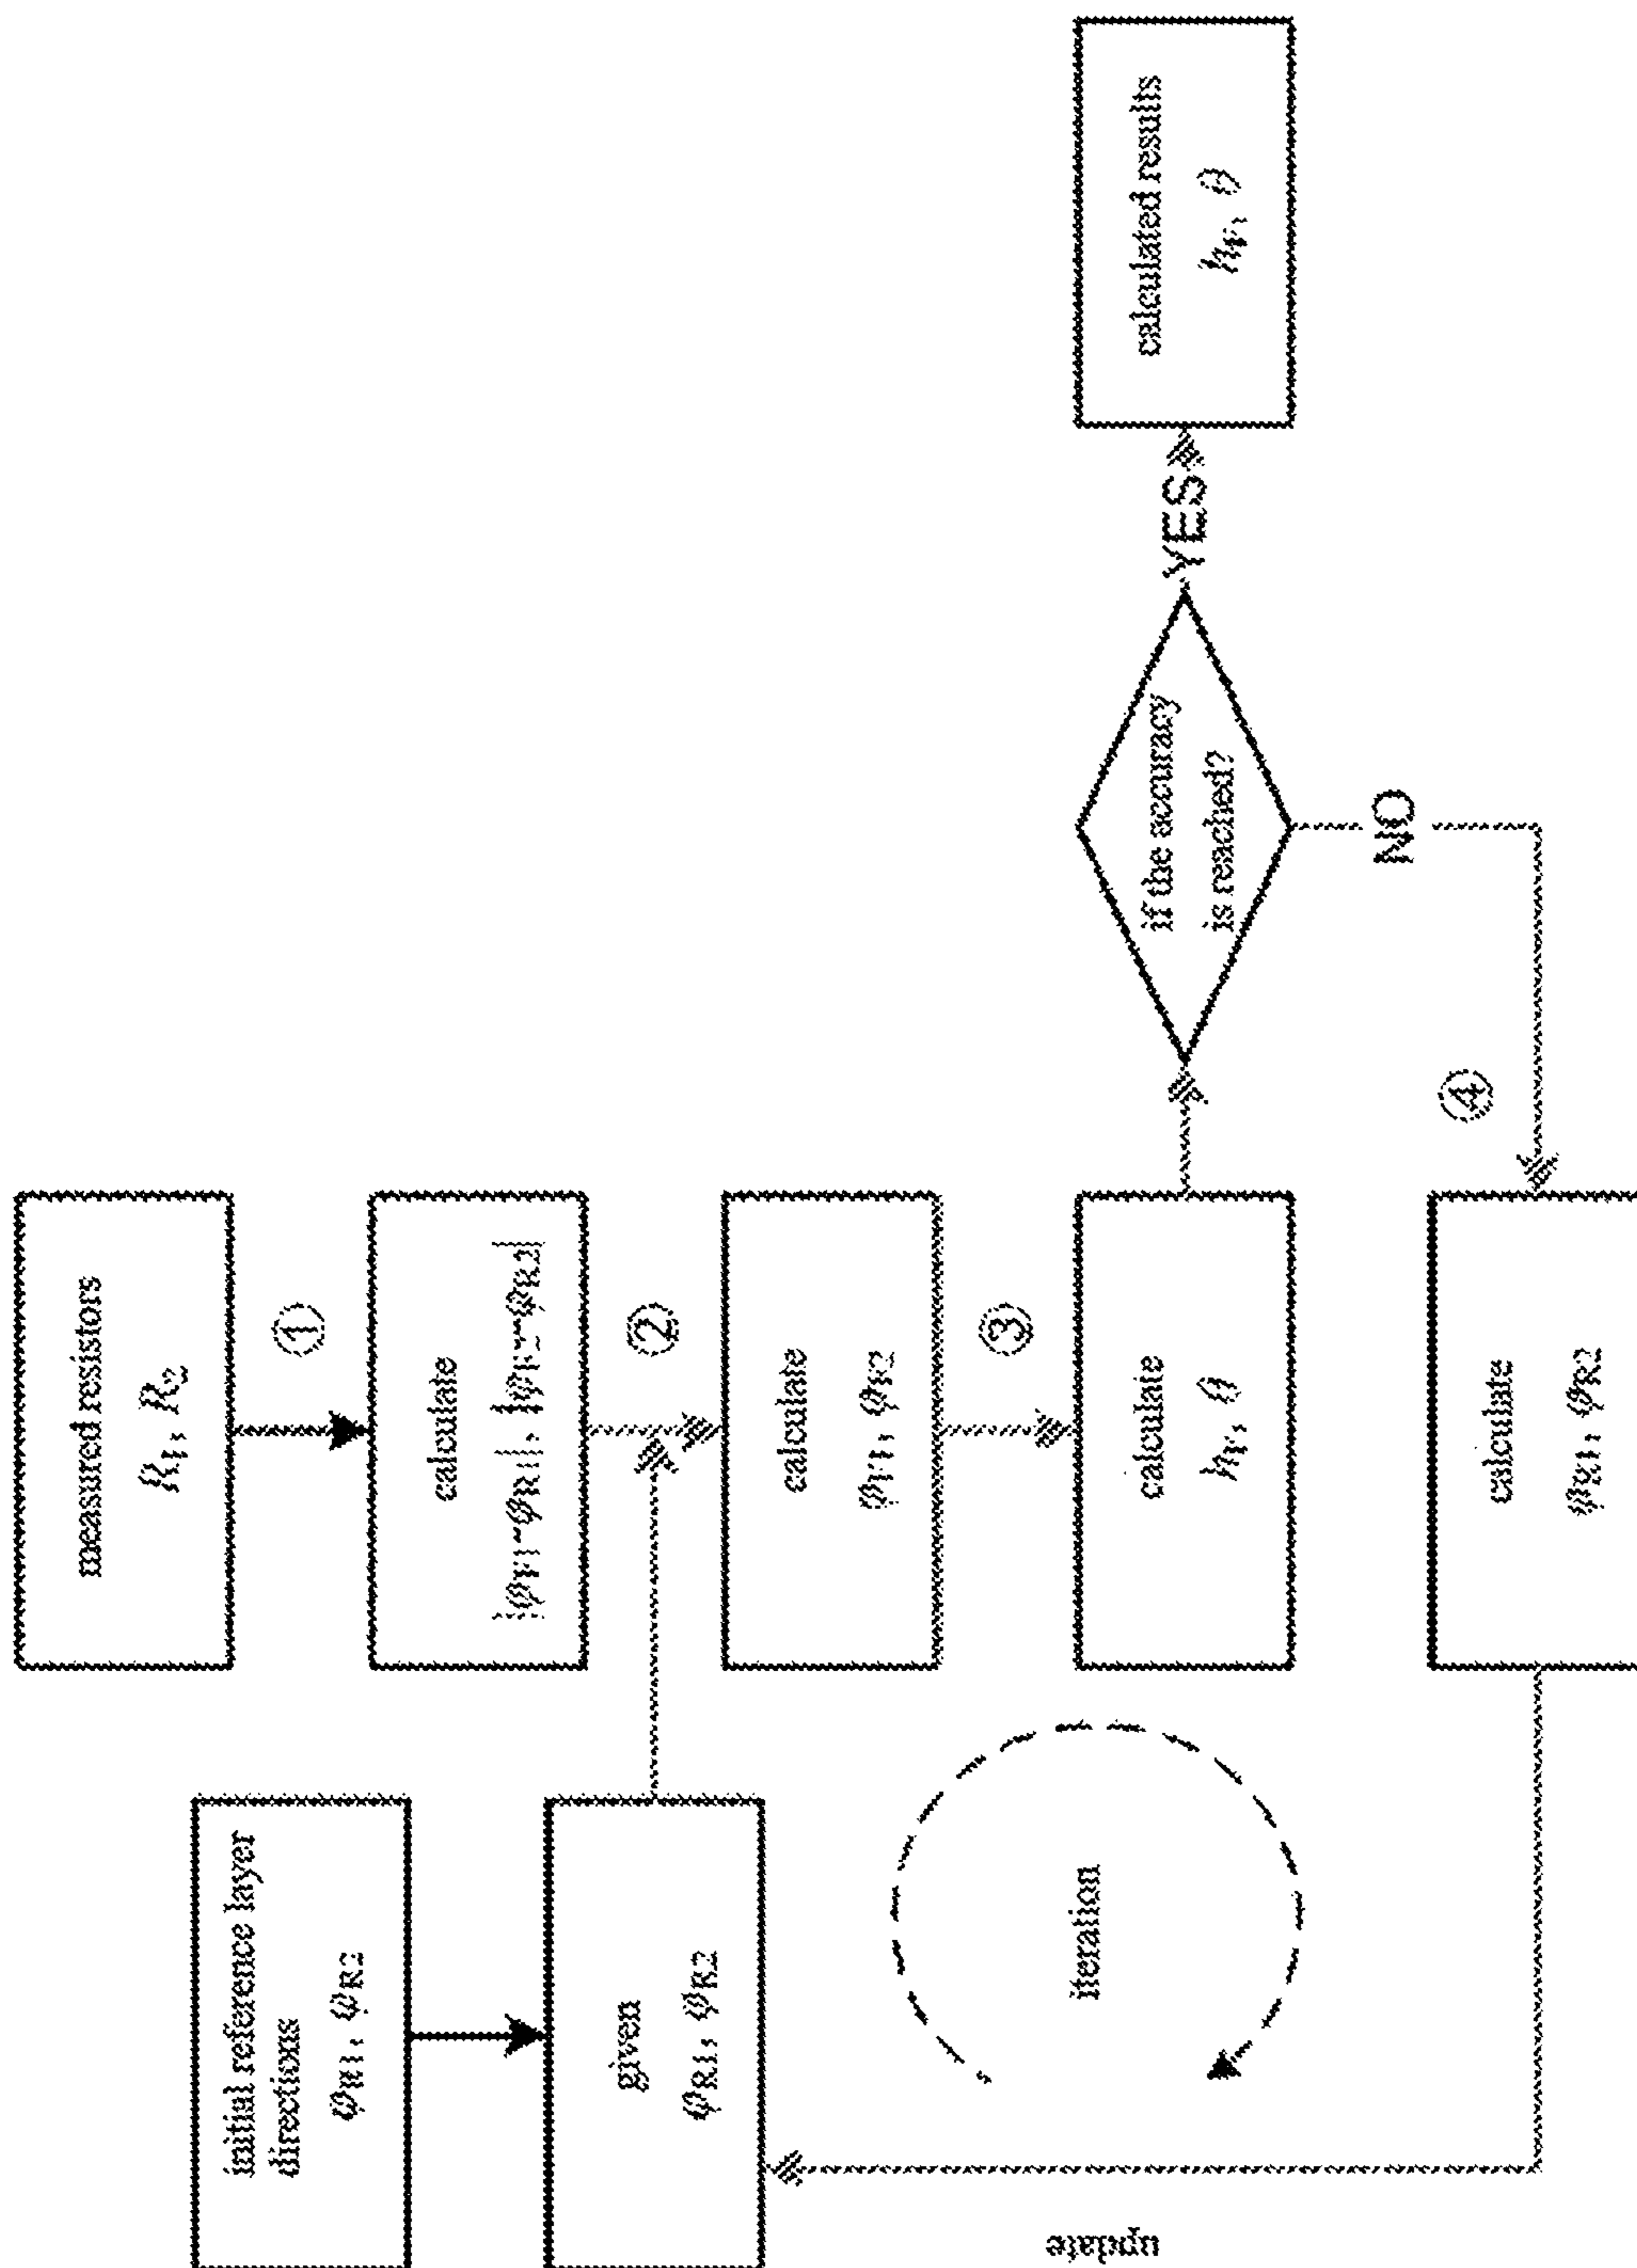 measured resistors
R₁, R₂
①
initial reference layer
directions
φR1, φR2
calculate
|φF1-φR1|, |φF2-φR2|
②
given
φR1, φR2
calculate
φF1, φF2
③
iteration
calculate
hF, θ
if the accuracy
is reached?
YES
calculated results
hF, θ
NO
④
calculate
φR1, φR2
update